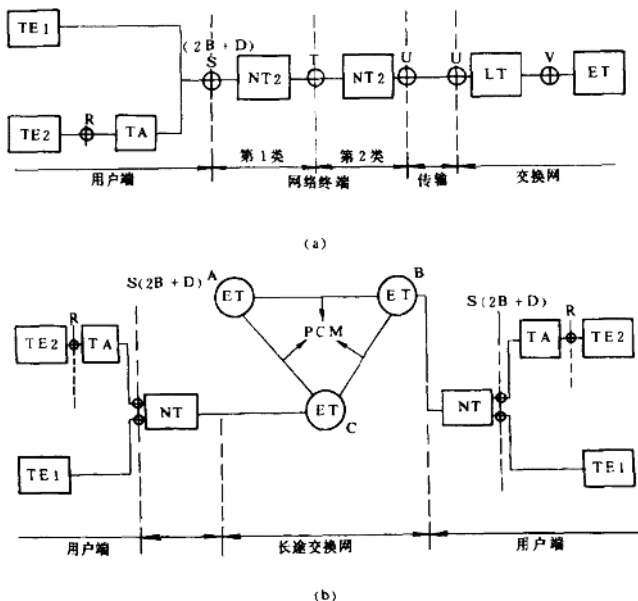 TE1
(2B+D)
S
T
U
U
V
NT2
NT2
LT
ET
R
TE2
TA
第1类
第2类
用户端
网络终端
传输
交换网
(a)
A
B
S(2B+D)
ET
ET
S(2B+D)
R
PCM
R
TE2
TA
TA
TE2
NT
ET
NT
C
TE1
TE1
用户端
长途交换网
用户端
(b)